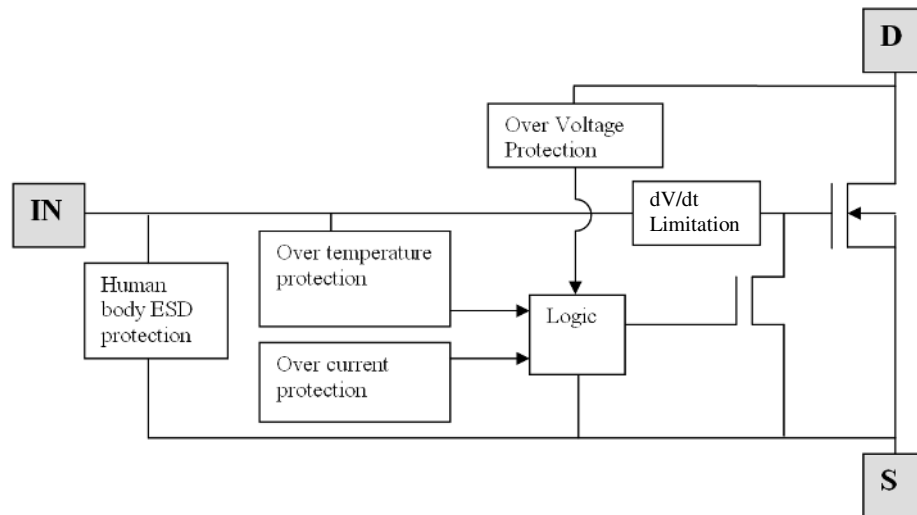 D
Over Voltage
Protection
IN
dV/dt
Limitation
Over temperature
protection
Human
body ESD
protection
Logic
Over current
protection
S